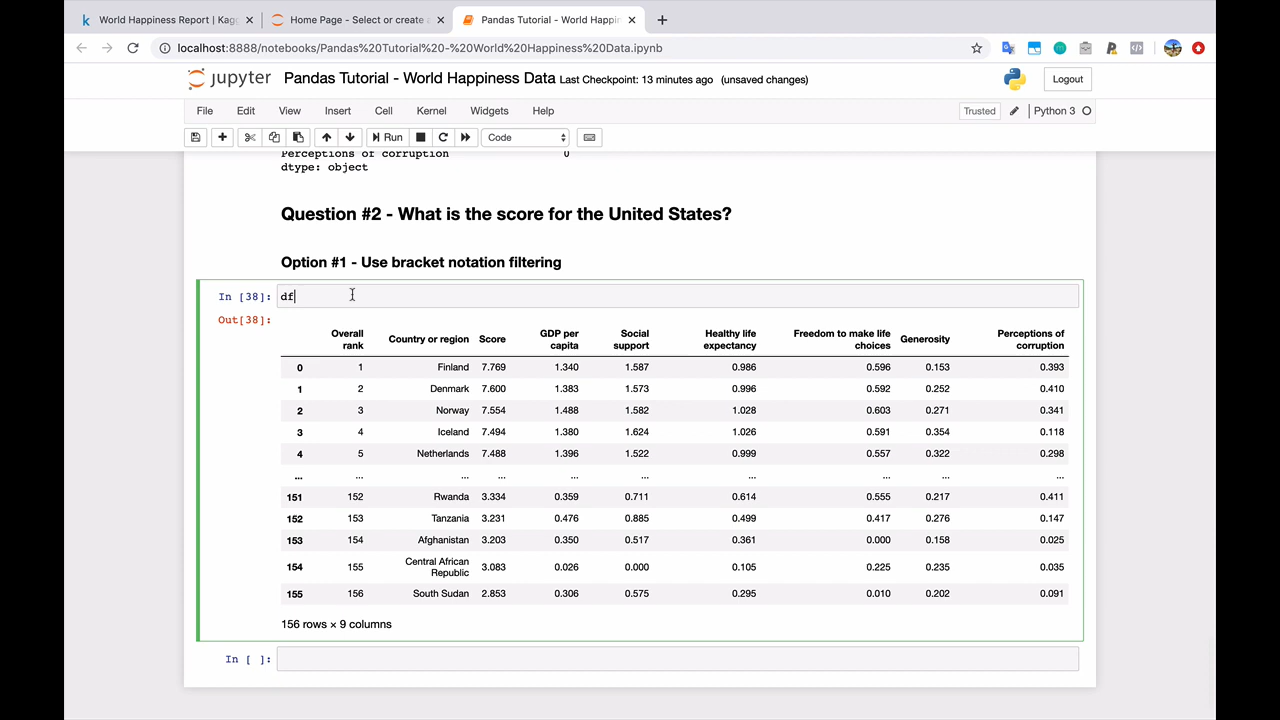 World Happiness Report | Kag
Home Page - Select or create a
Pandas Tutorial - World Happin
localhost:8888/notebooks/Pandas%20Tutorial%20-%20World%20Happiness%20Data.ipynb
jupyter Pandas Tutorial - World Happiness Data Last Checkpoint: 13 minutes ago (unsaved changes) Logout
File Edit View Insert Cell Kernel Widgets Help Trusted Python 3
Run Code
Perceptions of corruption 0
dtype: object
Question #2 - What is the score for the United States?
Option #1 - Use bracket notation filtering
In [38]: df
Out[38]:
Overall rank Country or region Score GDP per capita Social support Healthy life expectancy Freedom to make life choices Generosity Perceptions of corruption
0 1 Finland 7.769 1.340 1.587 0.986 0.596 0.153 0.393
1 2 Denmark 7.600 1.383 1.573 0.996 0.592 0.252 0.410
2 3 Norway 7.554 1.488 1.582 1.028 0.603 0.271 0.341
3 4 Iceland 7.494 1.380 1.624 1.026 0.591 0.354 0.118
4 5 Netherlands 7.488 1.396 1.522 0.999 0.557 0.322 0.298
... ... ... ... ... ... ... ... ... ...
151 152 Rwanda 3.334 0.359 0.711 0.614 0.555 0.217 0.411
152 153 Tanzania 3.231 0.476 0.885 0.499 0.417 0.276 0.147
153 154 Afghanistan 3.203 0.350 0.517 0.361 0.000 0.158 0.025
154 155 Central African Republic 3.083 0.026 0.000 0.105 0.225 0.235 0.035
155 156 South Sudan 2.853 0.306 0.575 0.295 0.010 0.202 0.091
156 rows × 9 columns
In [ ]: